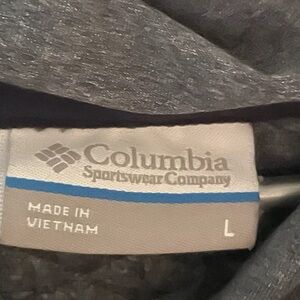 Columbia
Sportswear Company
MADE IN
VIETNAM
L